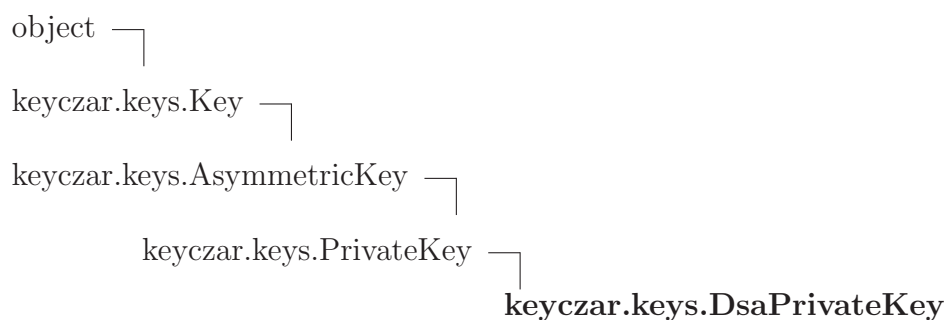 object
keyczar.keys.Key
keyczar.keys.AsymmetricKey
keyczar.keys.PrivateKey
keyczar.keys.DsaPrivateKey